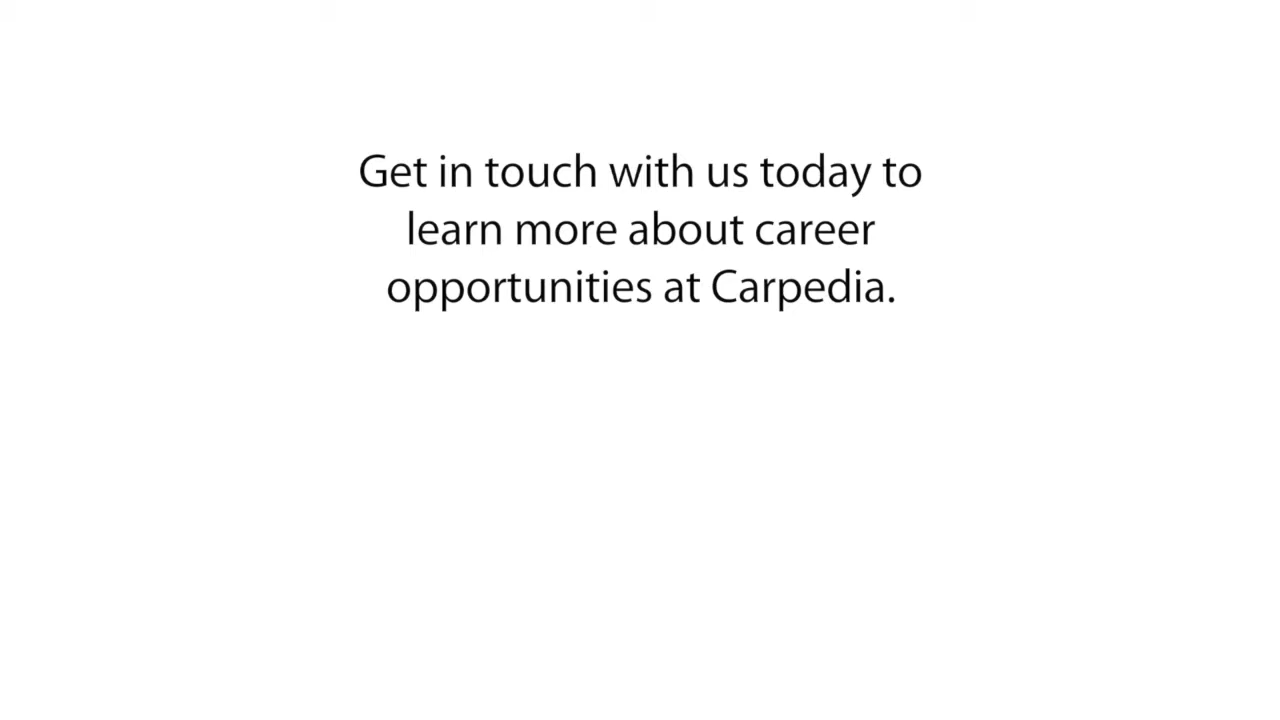 Get in touch with us today to
learn more about career
opportunities at Carpedia.